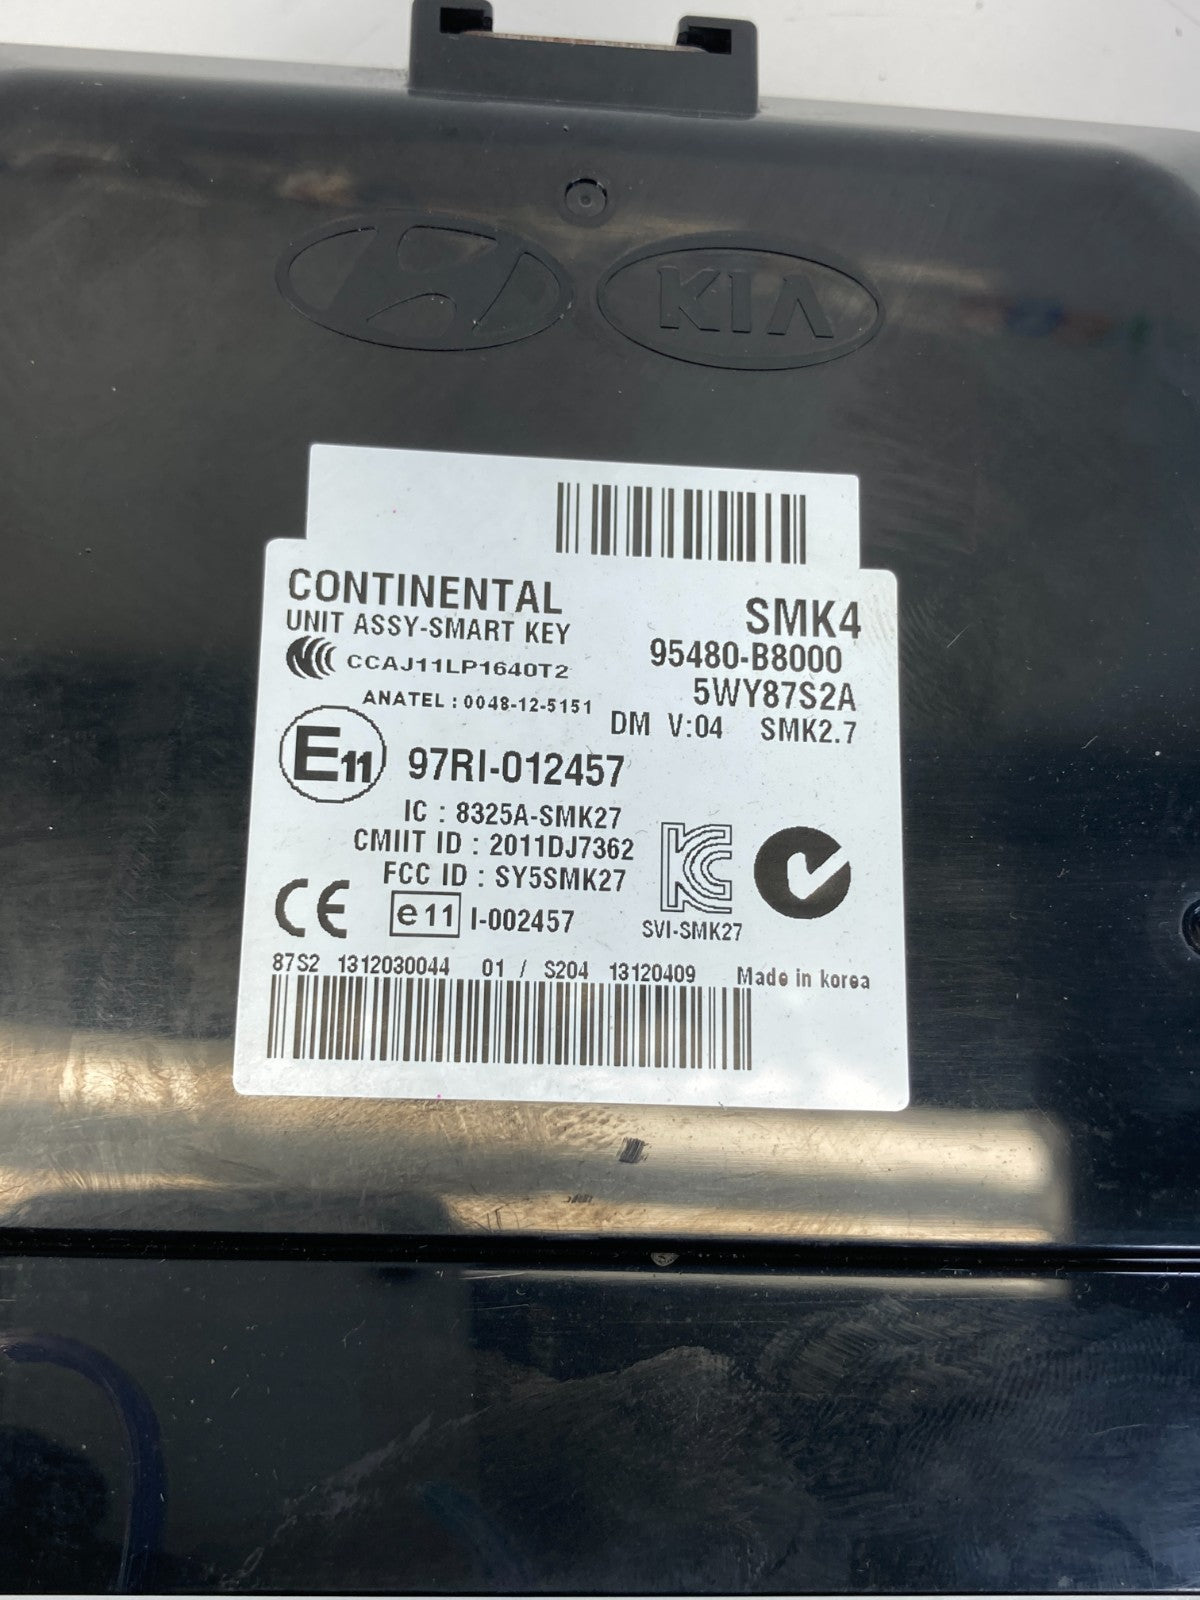 KIA
CONTINENTAL
UNIT ASSY-SMART KEY
SMK4
CCAJ11LP1640T2
95480-B8000
ANATEL : 0048-12-5151
5WY87S2A
DM V:04 SMK2.7
E11 97RI-012457
IC : 8325A-SMK27
CMIIT ID : 2011DJ7362
FCC ID : SY5SMK27
CE e11 I-002457
KC
SVI-SMK27
87S2 1312030044 01 / S204 13120409 Made in korea